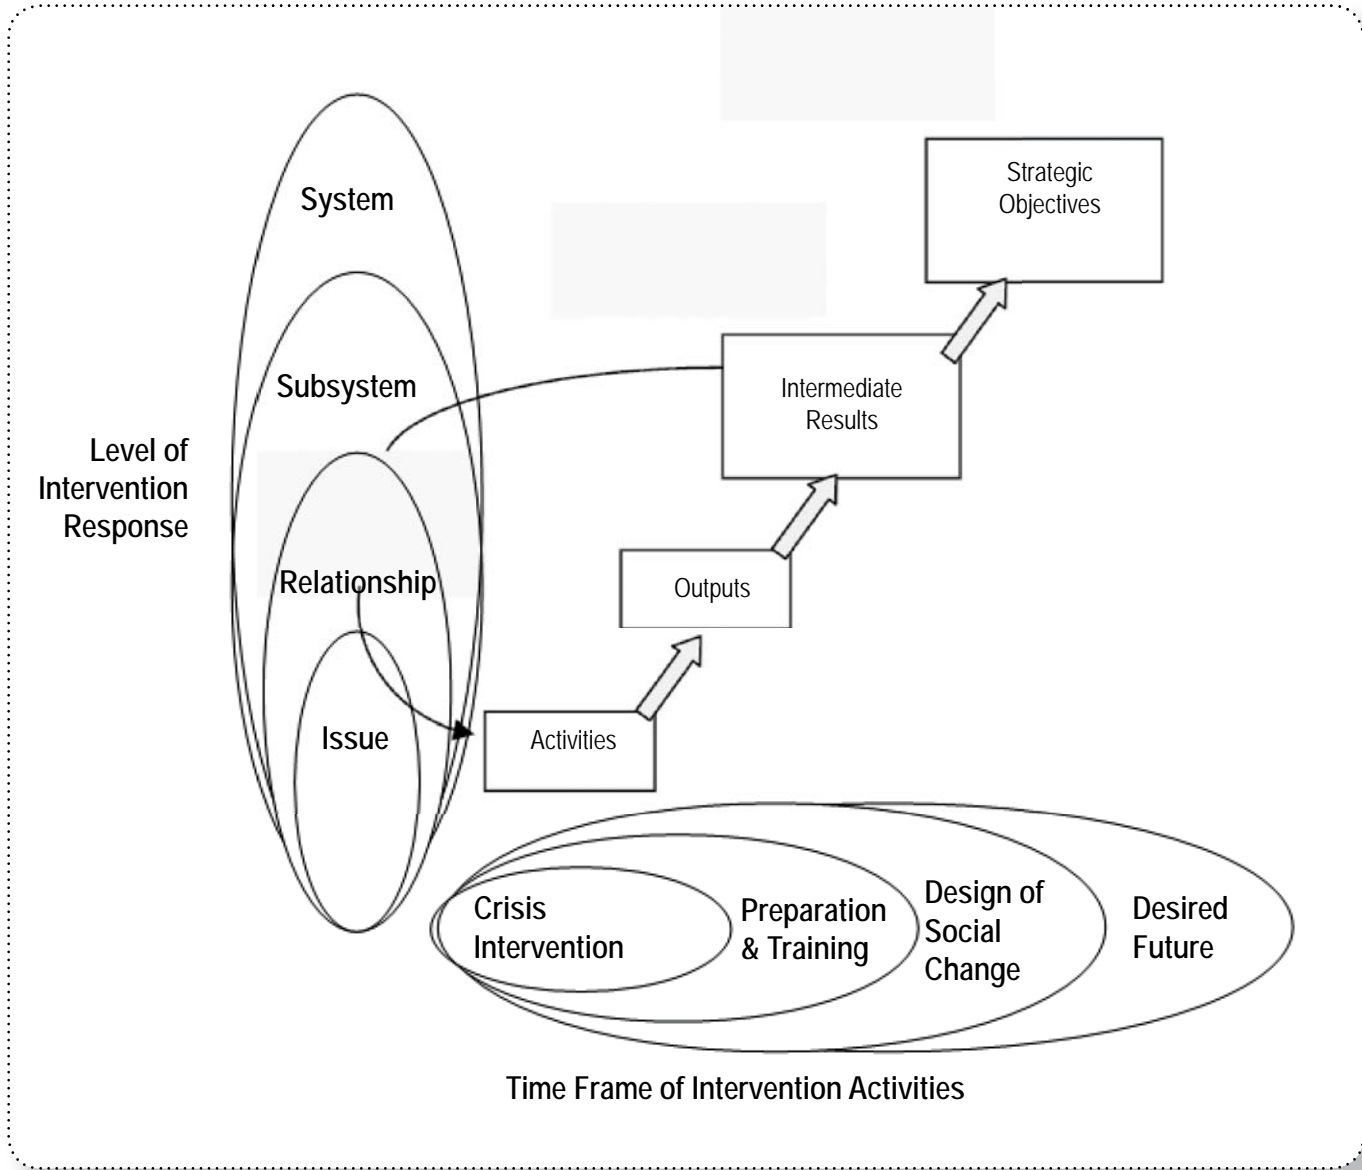 System
Strategic
Objectives
Subsystem
Intermediate
Results
Level of
Intervention
Response
Relationship
Outputs
Issue
Activities
Crisis
Intervention
Preparation
& Training
Design of
Social
Change
Desired
Future
Time Frame of Intervention Activities